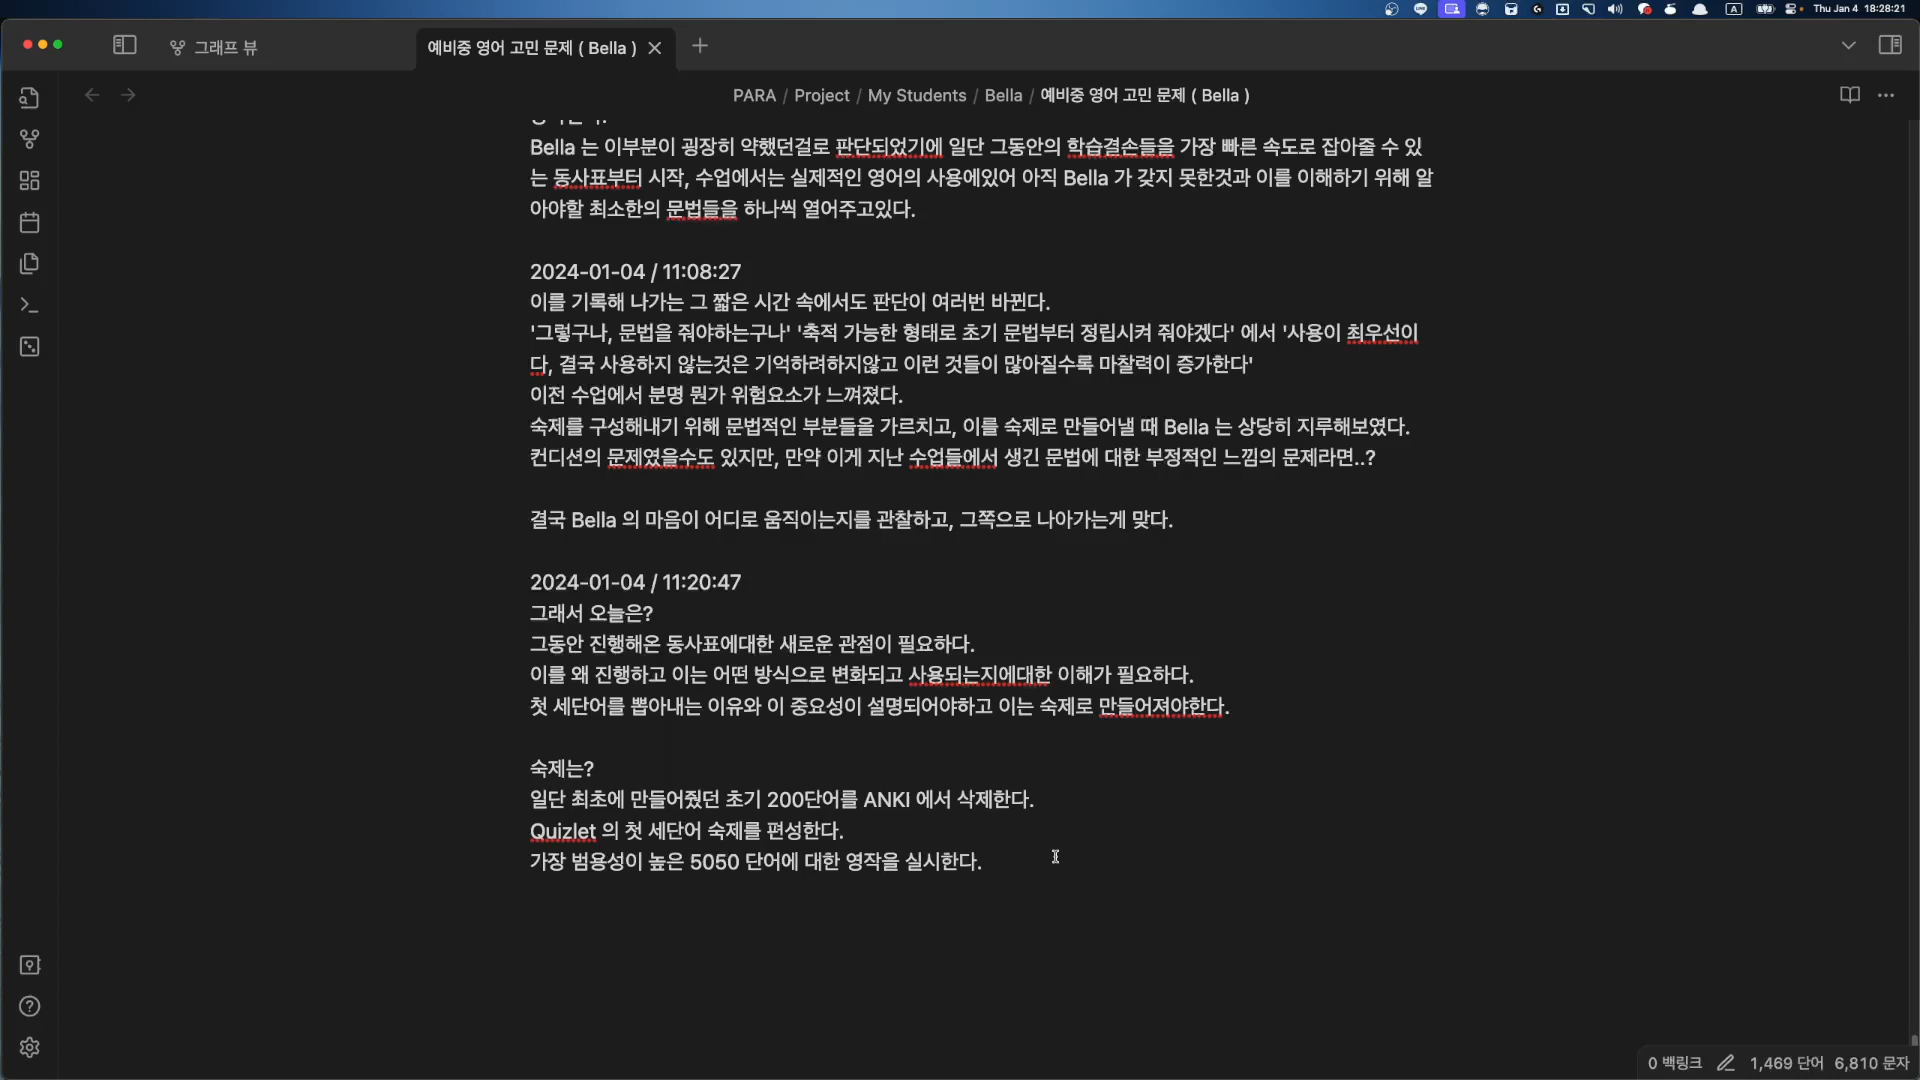 Thu Jan 4 18:28:21
그래프 뷰
예비중 영어 고민 문제 ( Bella )
PARA / Project / My Students / Bella / 예비중 영어 고민 문제 ( Bella )
Bella 는 이부분이 굉장히 약했던걸로 판단되었기에 일단 그동안의 학습결손들을 가장 빠른 속도로 잡아줄 수 있
는 동사표부터 시작, 수업에서는 실제적인 영어의 사용에있어 아직 Bella 가 갖지 못한것과 이를 이해하기 위해 알
아야할 최소한의 문법들을 하나씩 열어주고있다.
2024-01-04 / 11:08:27
이를 기록해 나가는 그 짧은 시간 속에서도 판단이 여러번 바뀐다.
'그렇구나, 문법을 줘야하는구나' '축적 가능한 형태로 초기 문법부터 정립시켜 줘야겠다' 에서 '사용이 최우선이
다, 결국 사용하지 않는것은 기억하려하지않고 이런 것들이 많아질수록 마찰력이 증가한다'
이전 수업에서 분명 뭔가 위험요소가 느껴졌다.
숙제를 구성해내기 위해 문법적인 부분들을 가르치고, 이를 숙제로 만들어낼 때 Bella 는 상당히 지루해보였다.
컨디션의 문제였을수도 있지만, 만약 이게 지난 수업들에서 생긴 문법에 대한 부정적인 느낌의 문제라면..?
결국 Bella 의 마음이 어디로 움직이는지를 관찰하고, 그쪽으로 나아가는게 맞다.
2024-01-04 / 11:20:47
그래서 오늘은?
그동안 진행해온 동사표에대한 새로운 관점이 필요하다.
이를 왜 진행하고 이는 어떤 방식으로 변화되고 사용되는지에대한 이해가 필요하다.
첫 세단어를 뽑아내는 이유와 이 중요성이 설명되어야하고 이는 숙제로 만들어져야한다.
숙제는?
일단 최초에 만들어줬던 초기 200단어를 ANKI 에서 삭제한다.
Quizlet 의 첫 세단어 숙제를 편성한다.
가장 범용성이 높은 5050 단어에 대한 영작을 실시한다.
0 백링크 1,469 단어 6,810 문자